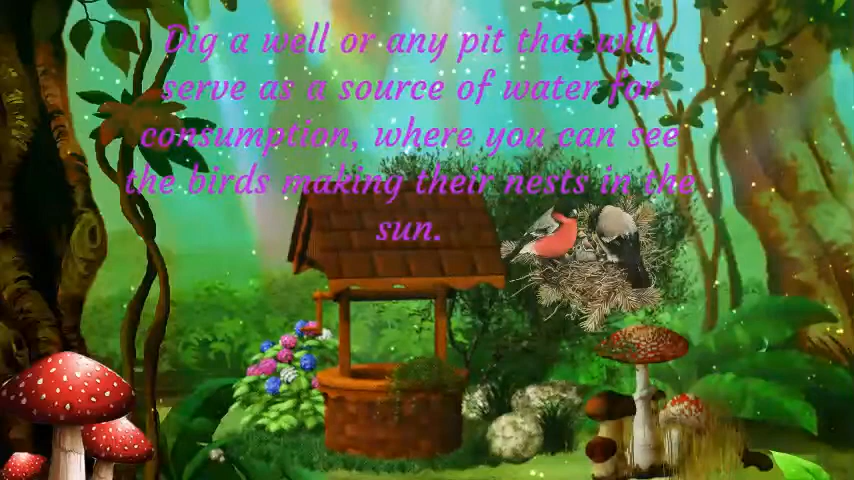 Dig a well or any pit that will
serve as a source of water for
consumption, where you can see
the birds making their nests in the
sun.